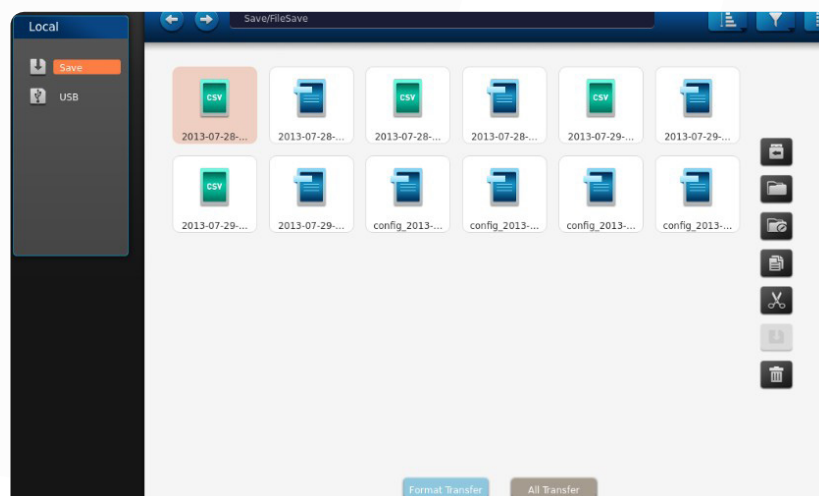 Local
Save/FileSave
Save
USB
CSV
CSV
CSV
2013-07-28-...
2013-07-28-...
2013-07-28-...
2013-07-28-...
2013-07-29-...
2013-07-29-...
CSV
2013-07-29-...
2013-07-29-...
config_2013-...
config_2013-...
config_2013-...
config_2013-...
Format Transfer
All Transfer